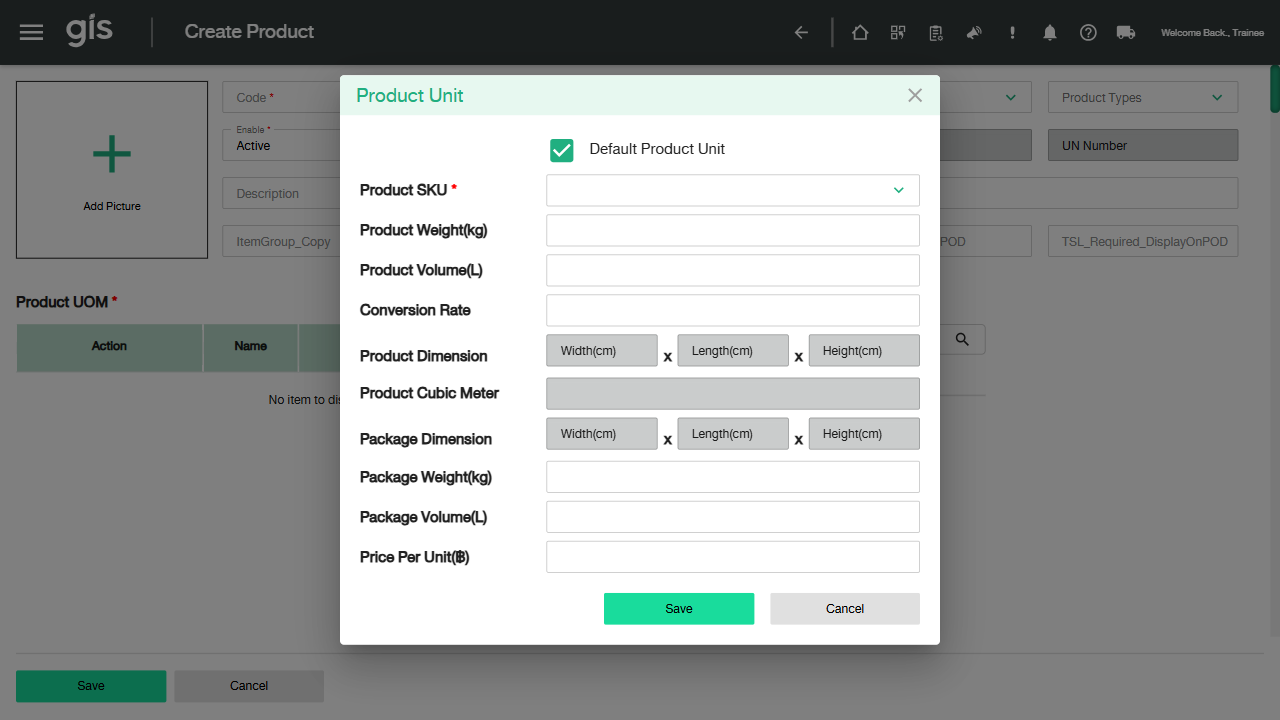 gis
Create Product
Welcome Back., Trainee
Product Unit
Code *
Product Types
Enable *
Active
Default Product Unit
UN Number
Add Picture
Description
Product SKU *
ItemGroup_Copy
Product Weight(kg)
POD
TSL_Required_DisplayOnPOD
Product Volume(L)
Product UOM *
Conversion Rate
Action
Name
Product Dimension
Width(cm)
x
Length(cm)
x
Height(cm)
No item to dis
Product Cubic Meter
Package Dimension
Width(cm)
x
Length(cm)
x
Height(cm)
Package Weight(kg)
Package Volume(L)
Price Per Unit(฿)
Save
Cancel
Save
Cancel